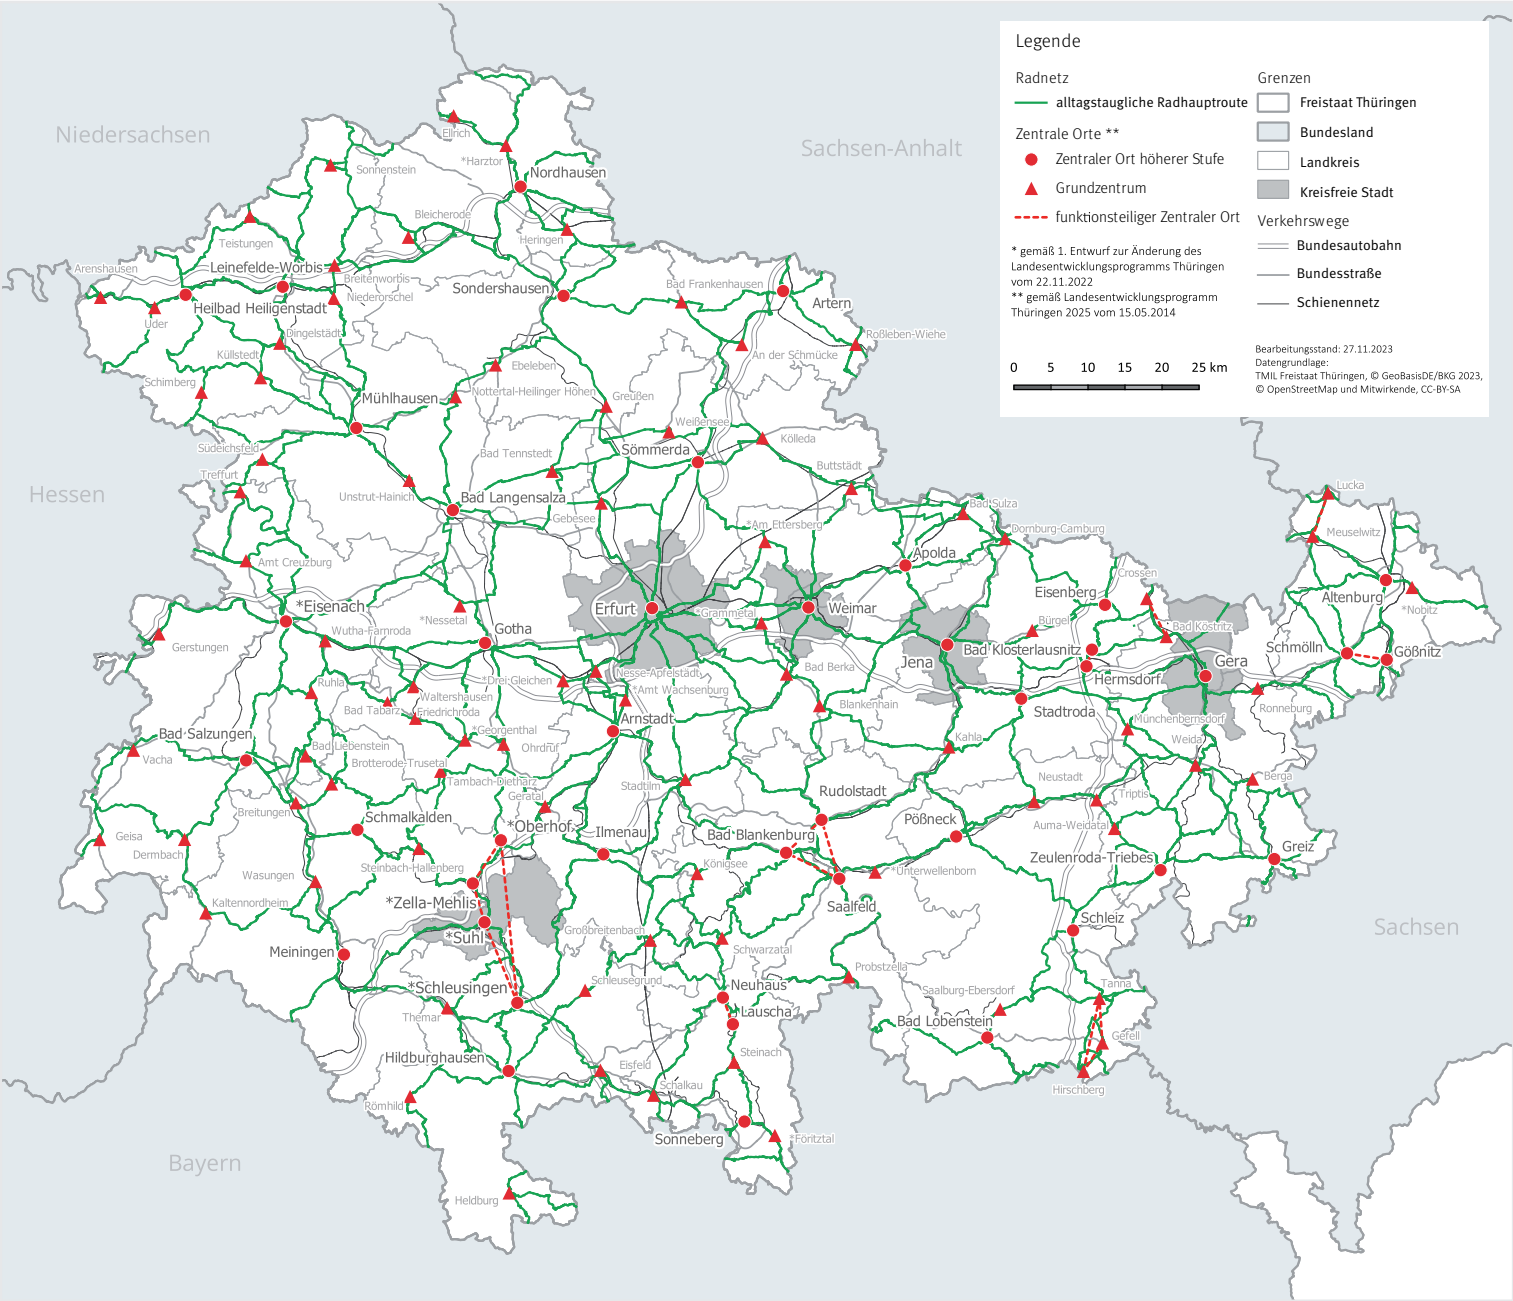 Legende
Radnetz
alltagstaugliche Radhauptroute
Zentrale Orte **
Zentraler Ort höherer Stufe
Grundzentrum
funktionsteiliger Zentraler Ort
* gemäß 1. Entwurf zur Änderung des
Landesentwicklungsprogramms Thüringen
vom 22.11.2022
** gemäß Landesentwicklungsprogramm
Thüringen 2025 vom 15.05.2014
0 5 10 15 20 25 km
Grenzen
Freistaat Thüringen
Bundesland
Landkreis
Kreisfreie Stadt
Verkehrswege
Bundesautobahn
Bundesstraße
Schienennetz
Bearbeitungsstand: 27.11.2023
Datengrundlage:
TMIL Freistaat Thüringen, © GeoBasisDE/BKG 2023,
© OpenStreetMap und Mitwirkende, CC-BY-SA
Niedersachsen
Sachsen-Anhalt
Ellrich
*Harztor
Sonnenstein
Nordhausen
Bleicherode
Heringen
Teistungen
Arenshausen
Leinefelde-Worbis
Breitenworbis
Niederorschel
Sondershausen
Bad Frankenhausen
Artern
Heilbad Heiligenstadt
Uder
Dingelstädt
Roßleben-Wiehe
An der Schmücke
Küllstedt
Schimberg
Ebeleben
Nottertal-Heilinger Höhen
Greußen
Mühlhausen
Weißensee
Kölleda
Südeichsfeld
Sömmerda
Bad Tennstedt
Buttstädt
Treffurt
Hessen
Unstrut-Hainich
Bad Langensalza
Gebesee
Bad Sulza
Lucka
*Am Ettersberg
Dornburg-Camburg
Meuselwitz
Amt Creuzburg
Apolda
Crossen
Altenburg
*Nobitz
*Eisenach
Erfurt
*Grammetal
Weimar
Eisenberg
Bürgel
Bad Köstritz
*Nessetal
Gotha
Wutha-Farnroda
Gerstungen
Jena
Bad Klosterlausnitz
Schmölln
Gößnitz
Gera
Nesse-Apfelstädt
Bad Berka
Hermsdorf
*Drei Gleichen
*Amt Wachsenburg
Ruhla
Waltershausen
Bad Tabarz
Friedrichroda
Blankenhain
Stadtroda
Ronneburg
Münchenbernsdorf
Arnstadt
*Georgenthal
Ohrdruf
Kahla
Weida
Bad Salzungen
Vacha
Bad Liebenstein
Brotterode-Trusetal
Tambach-Dietharz
Stadtilm
Neustadt
Berga
Triptis
Geratal
Rudolstadt
Breitungen
Schmalkalden
*Oberhof
Ilmenau
Bad Blankenburg
Pößneck
Auma-Weidatal
Geisa
Dermbach
Greiz
Zeulenroda-Triebes
Steinbach-Hallenberg
Königsee
*Unterwellenborn
Wasungen
Kaltennordheim
*Zella-Mehlis
Saalfeld
Schleiz
Sachsen
*Suhl
Großbreitenbach
Schwarzatal
Meiningen
Probstzella
*Schleusingen
Schleusegrund
Neuhaus
Saalburg-Ebersdorf
Tanna
Themar
Lauscha
Bad Lobenstein
Gefell
Hildburghausen
Steinach
Eisfeld
Schalkau
Hirschberg
Römhild
Sonneberg
*Föritztal
Bayern
Heldburg